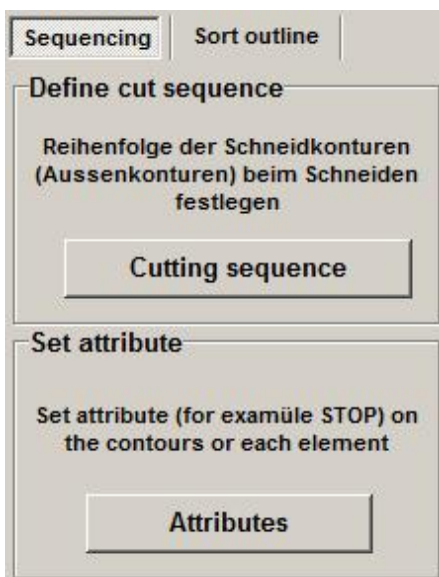 Sequencing Sort outline
Define cut sequence
Reihenfolge der Schneidkonturen
(Aussenkonturen) beim Schneiden
festlegen
Cutting sequence
Set attribute
Set attribute (for examüle STOP) on
the contours or each element
Attributes